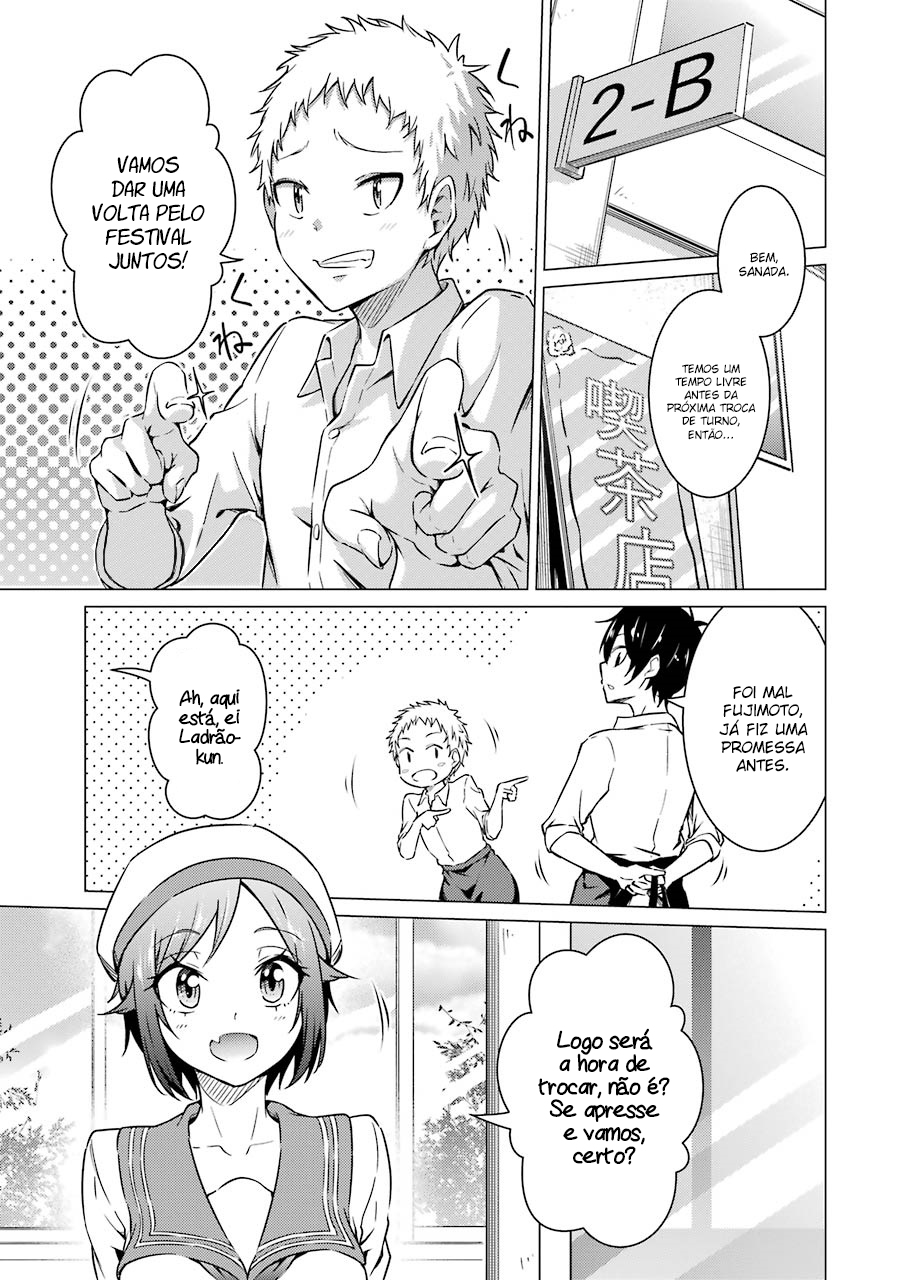 2-B
BEM,
SANADA.
TEMOS UM
TEMPO LIVRE
ANTES DA
PRÓXIMA TROCA
DE TURNO,
ENTÃO...
喫茶店
くね
くね
VAMOS
DAR UMA
VOLTA PELO
FESTIVAL
JUNTOS!
FOI MAL
FUJIMOTO,
JÁ FIZ UMA
PROMESSA
ANTES.
Ah, aqui
está, ei
Ladrão-
kun.
Logo será
a hora de
trocar, não é?
Se apresse
e vamos,
certo?